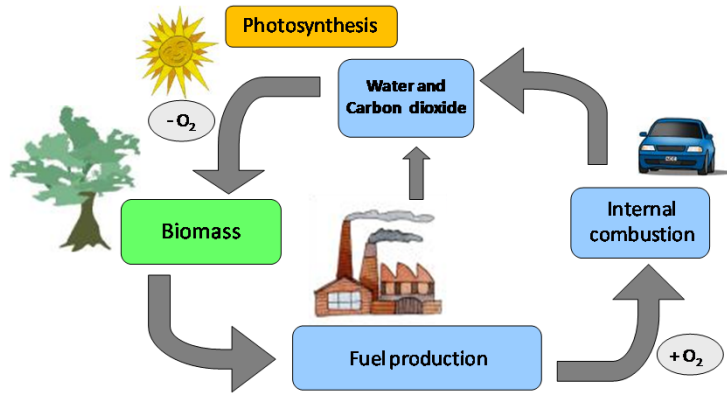 Photosynthesis
Water and
Carbon dioxide
- O₂
Biomass
Internal
combustion
Fuel production
+ O₂